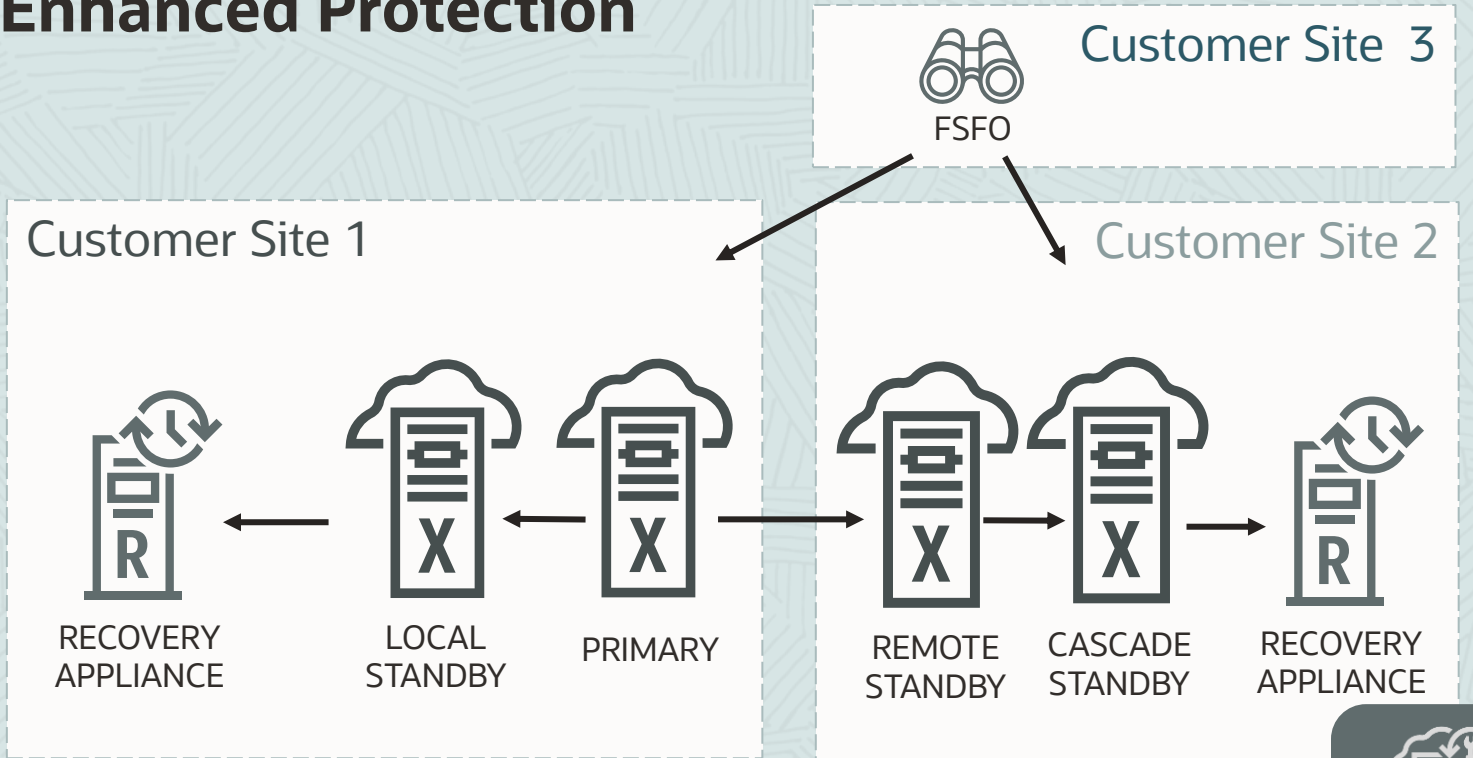 Enhanced Protection
Customer Site 3
FSFO
Customer Site 1
Customer Site 2
R
X
X
X
X
R
RECOVERY
APPLIANCE
LOCAL
STANDBY
PRIMARY
REMOTE
STANDBY
CASCADE
STANDBY
RECOVERY
APPLIANCE